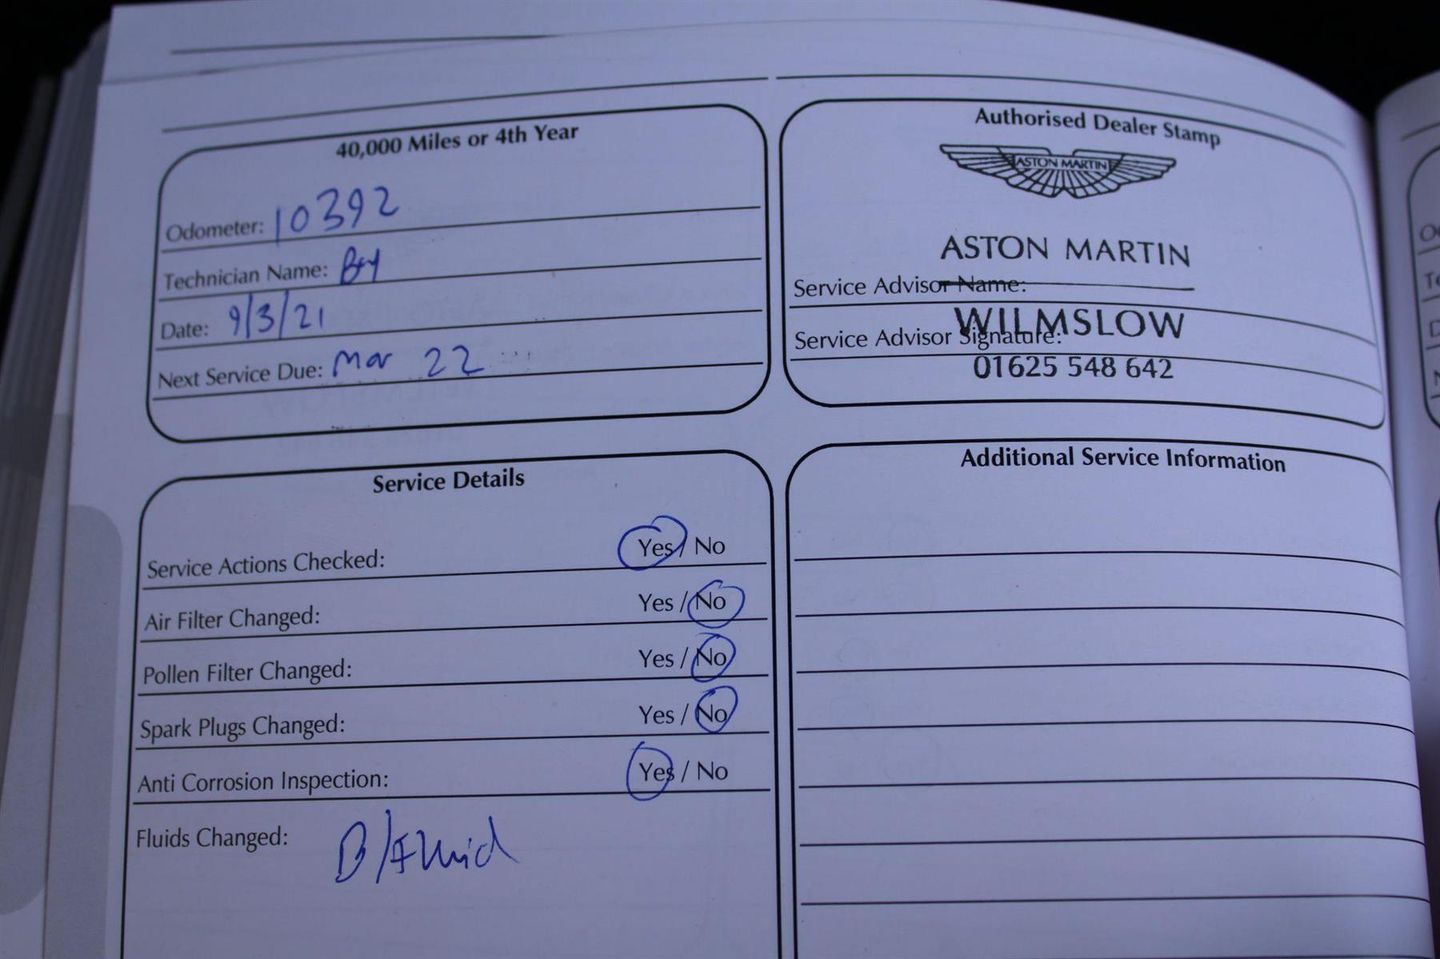 40,000 Miles or 4th Year
Odometer: 10392
Technician Name:
Date: 9/3/21
Next Service Due: Mar 22
Authorised Dealer Stamp
ASTON MARTIN
ASTON MARTIN
Service Advisor Name:
WILMSLOW
Service Advisor Signature:
01625 548 642
Service Details
Service Actions Checked: Yes / No
Air Filter Changed: Yes / No
Pollen Filter Changed: Yes / No
Spark Plugs Changed: Yes / No
Anti Corrosion Inspection: Yes / No
Fluids Changed: B/Fluid
Additional Service Information